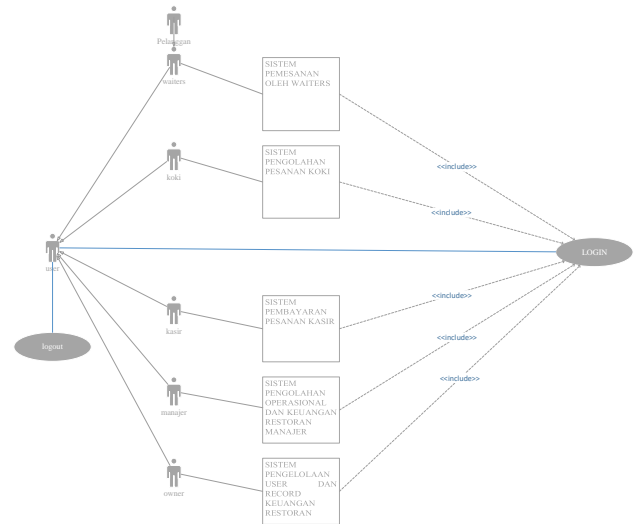 Pelanggan
waiters
SISTEM
PEMESANAN
OLEH WAITERS
<<include>>
koki
SISTEM
PENGOLAHAN
PESANAN KOKI
<<include>>
user
LOGIN
logout
kasir
SISTEM
PEMBAYARAN
PESANAN KASIR
<<include>>
<<include>>
manajer
SISTEM
PENGOLAHAN
OPERASIONAL
DAN KEUANGAN
RESTORAN
MANAJER
<<include>>
owner
SISTEM
PENGELOLAAN
USER DAN
RECORD
KEUANGAN
RESTORAN